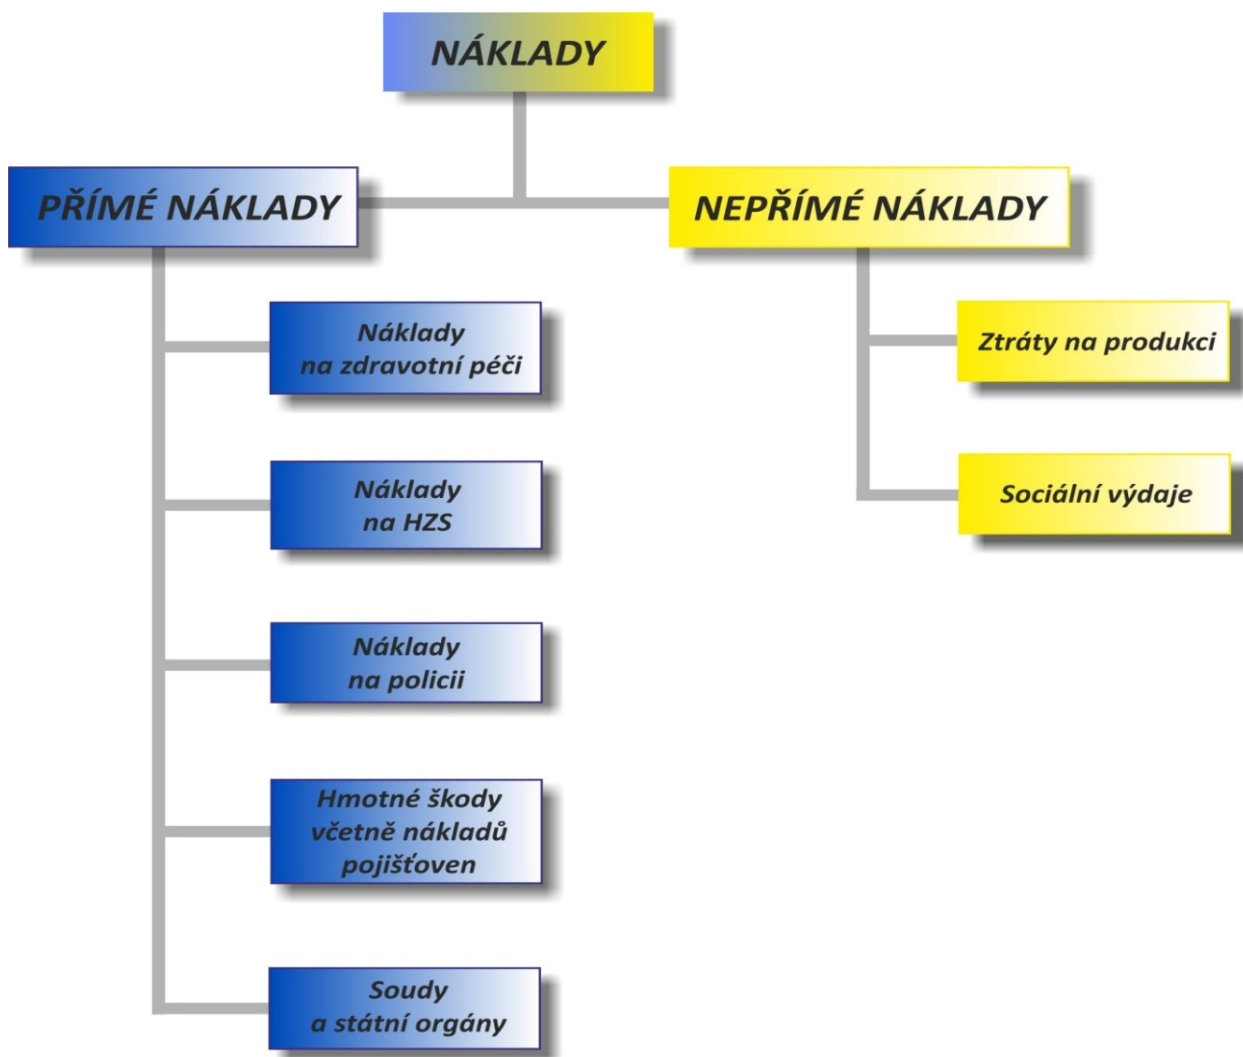 NÁKLADY
PŘÍMÉ NÁKLADY
NEPŘÍMÉ NÁKLADY
Náklady
na zdravotní péči
Náklady
na HZS
Náklady
na policii
Hmotné škody
včetně nákladů
pojišťoven
Soudy
a státní orgány
Ztráty na produkci
Sociální výdaje